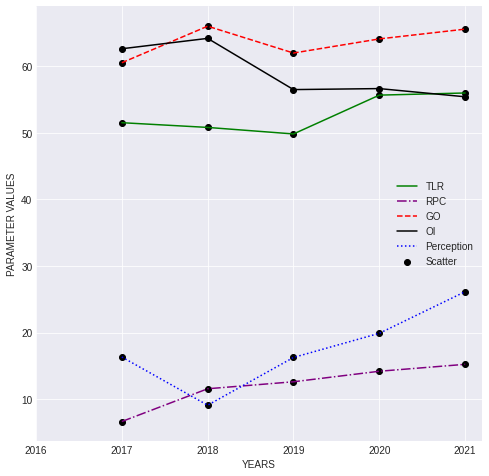 PARAMETER VALUES
60
50
40
30
20
10
TLR
RPC
GO
OI
Perception
Scatter
2016 2017 2018 2019 2020 2021
YEARS